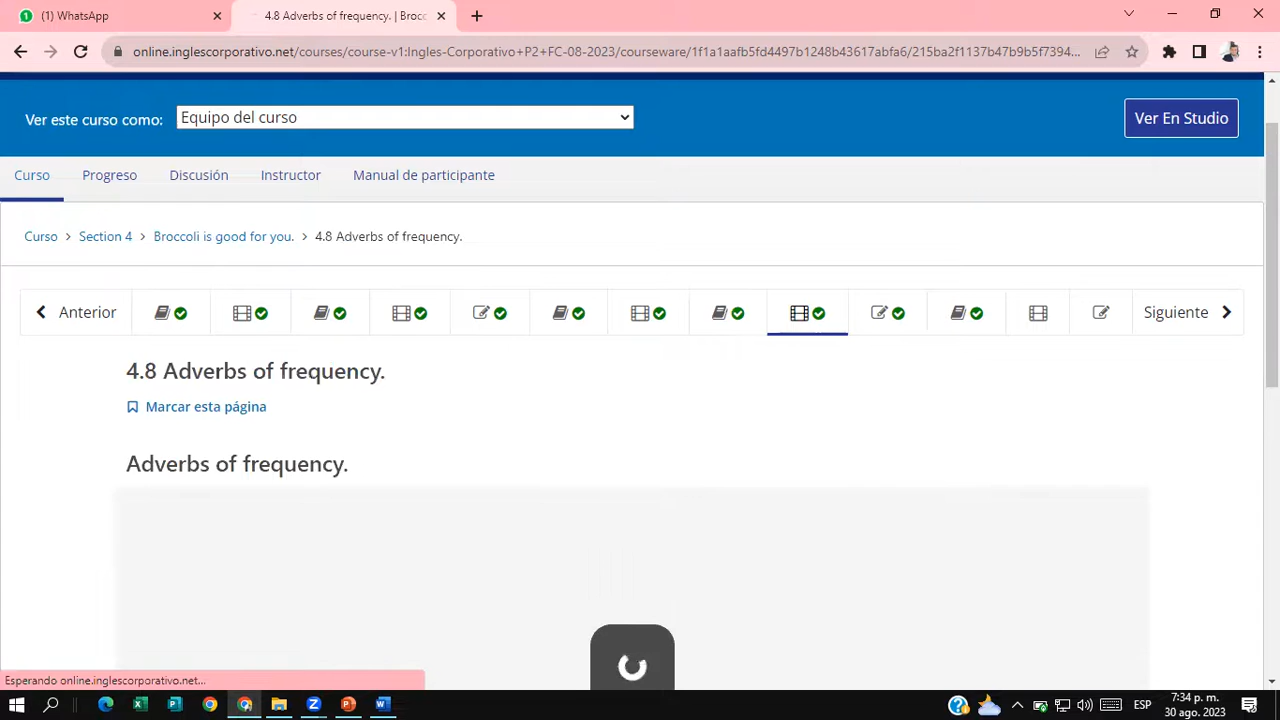 (1) WhatsApp
4.8 Adverbs of frequency. | Brocc
online.inglescorporativo.net/courses/course-v1:Ingles-Corporativo+P2+FC-08-2023/courseware/1f1a1aafb5fd4497b1248b43617abfa6/215ba2f1137b47b9b5f7394...
Ver este curso como:
Equipo del curso
Ver En Studio
Curso
Progreso
Discusión
Instructor
Manual de participante
Curso > Section 4 > Broccoli is good for you. > 4.8 Adverbs of frequency.
Anterior
Siguiente
4.8 Adverbs of frequency.
Marcar esta página
Adverbs of frequency.
Esperando online.inglescorporativo.net...
ESP
7:34 p. m.
30 ago. 2023